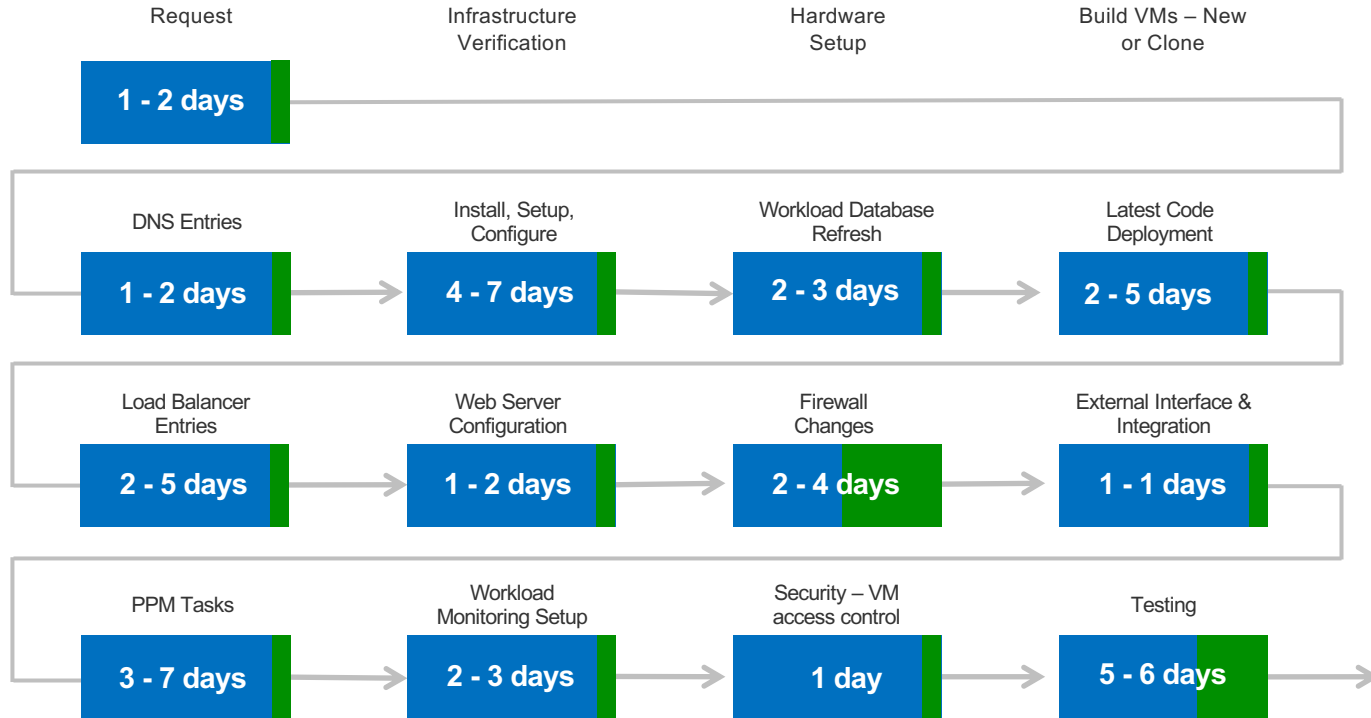 Request
Infrastructure
Verification
Hardware
Setup
Build VMs – New
or Clone
1 - 2 days
DNS Entries
Install, Setup,
Configure
Workload Database
Refresh
Latest Code
Deployment
1 - 2 days
4 - 7 days
2 - 3 days
2 - 5 days
Load Balancer
Entries
Web Server
Configuration
Firewall
Changes
External Interface &
Integration
2 - 5 days
1 - 2 days
2 - 4 days
1 - 1 days
PPM Tasks
Workload
Monitoring Setup
Security – VM
access control
Testing
3 - 7 days
2 - 3 days
1 day
5 - 6 days